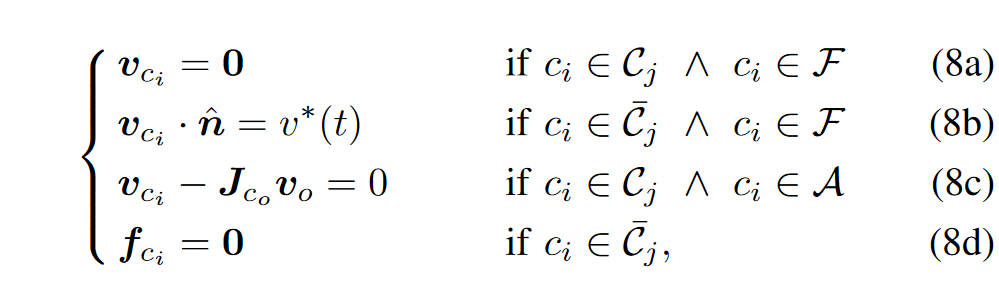 v_{c_i} = 0 if c_i ∈ 𝒞_j ∧ c_i ∈ ℱ (8a)
v_{c_i} · n̂ = v*(t) if c_i ∈ 𝒞̄_j ∧ c_i ∈ ℱ (8b)
v_{c_i} − J_{c_o} v_o = 0 if c_i ∈ 𝒞_j ∧ c_i ∈ 𝒜 (8c)
f_{c_i} = 0 if c_i ∈ 𝒞̄_j, (8d)